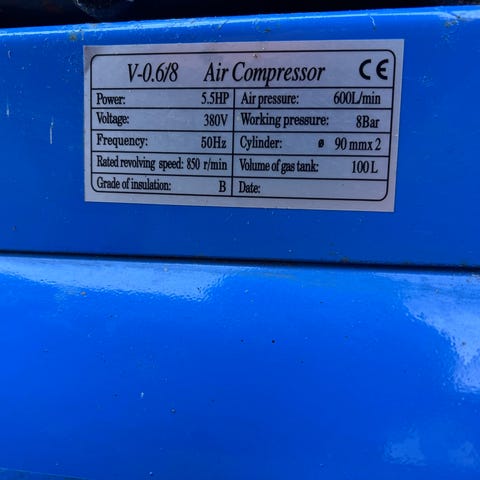 V-0.6/8 Air Compressor CE
Power: 5.5HP Air pressure: 600L/min
Voltage: 380V Working pressure: 8Bar
Frequency: 50Hz Cylinder: ø 90 mmx 2
Rated revolving speed: 850 r/min Volume of gas tank: 100L
Grade of insulation: B Date: